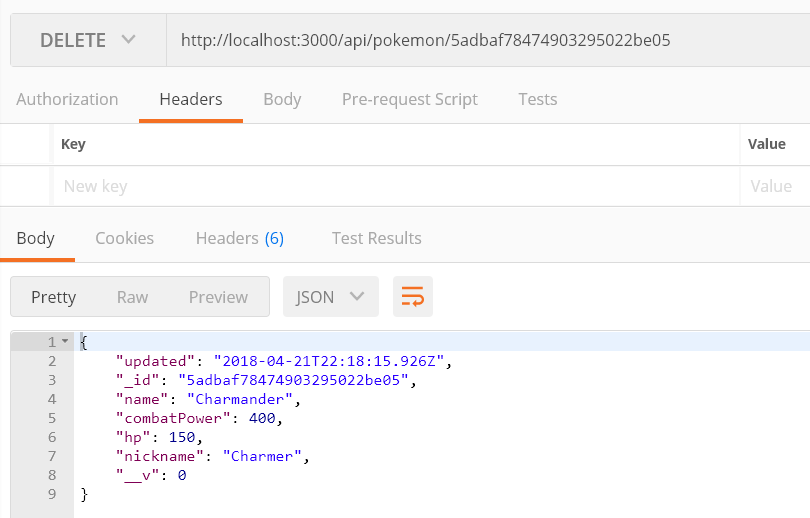 DELETE http://localhost:3000/api/pokemon/5adbaf78474903295022be05
Authorization Headers Body Pre-request Script Tests
Key Value
New key Value
Body Cookies Headers (6) Test Results
Pretty Raw Preview JSON
1 {
2 "updated": "2018-04-21T22:18:15.926Z",
3 "_id": "5adbaf78474903295022be05",
4 "name": "Charmander",
5 "combatPower": 400,
6 "hp": 150,
7 "nickname": "Charmer",
8 "__v": 0
9 }